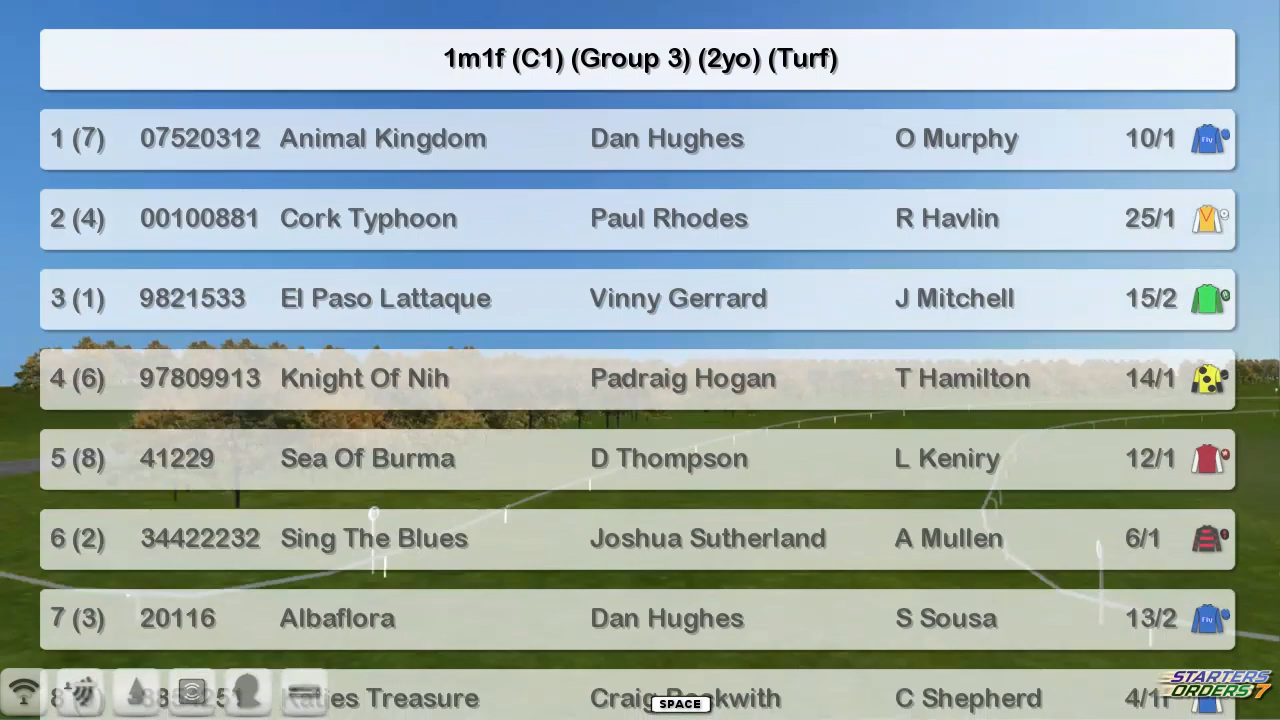 1m1f (C1) (Group 3) (2yo) (Turf)
1 (7) 07520312 Animal Kingdom Dan Hughes O Murphy 10/1 Fly
2 (4) 00100881 Cork Typhoon Paul Rhodes R Havlin 25/1
3 (1) 9821533 El Paso Lattaque Vinny Gerrard J Mitchell 15/2
4 (6) 97809913 Knight Of Nih Padraig Hogan T Hamilton 14/1
5 (8) 41229 Sea Of Burma D Thompson L Keniry 12/1
6 (2) 34422232 Sing The Blues Joshua Sutherland A Mullen 6/1
7 (3) 20116 Albaflora Dan Hughes S Sousa 13/2 Fly
Treasure Craig C Shepherd
SPACE
STARTERS
ORDERS 7